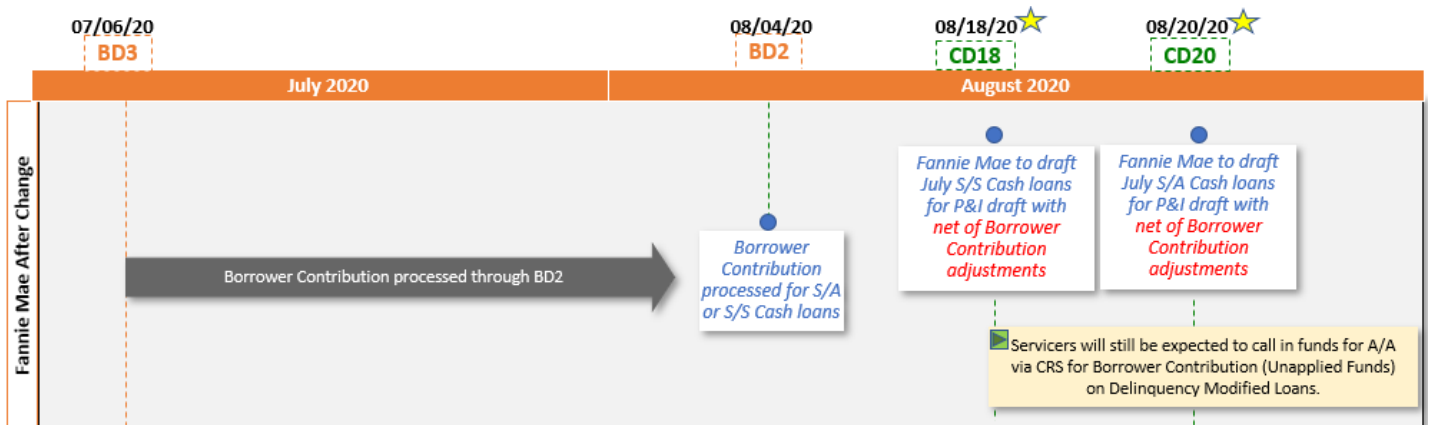 07/06/20
BD3
08/04/20
BD2
08/18/20
CD18
08/20/20
CD20
July 2020
August 2020
Fannie Mae After Change
Borrower Contribution processed through BD2
Borrower
Contribution
processed for S/A
or S/S Cash loans
Fannie Mae to draft
July S/S Cash loans
for P&I draft with
net of Borrower
Contribution
adjustments
Fannie Mae to draft
July S/A Cash loans
for P&I draft with
net of Borrower
Contribution
adjustments
Servicers will still be expected to call in funds for A/A
via CRS for Borrower Contribution (Unapplied Funds)
on Delinquency Modified Loans.